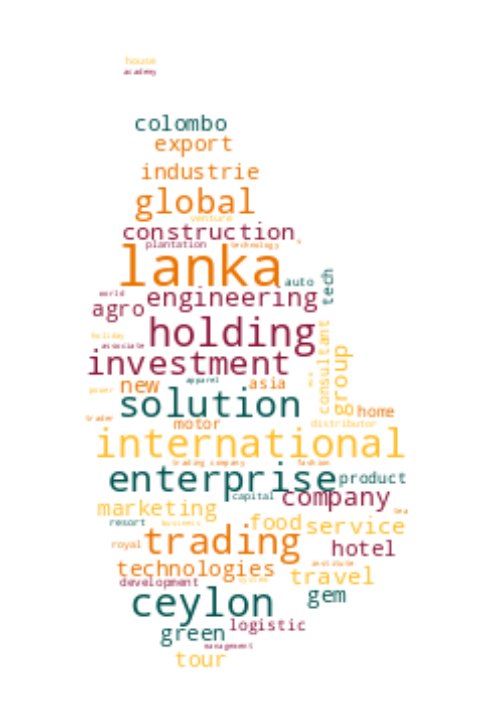 house
academy
colombo
export
industrie
global
venture
construction
plantation technology
lanka
auto tech
world engineering
agro
holding
holiday
associate
investment
consultant
group
new apparel asia
power
solution
home
trader motor distributor
international
trading company fashion
enterprise product
capital company
marketing tea
resort business food service
trading
royal hotel
technologies institute
development system travel
ceylon gem
green logistic
management
tour